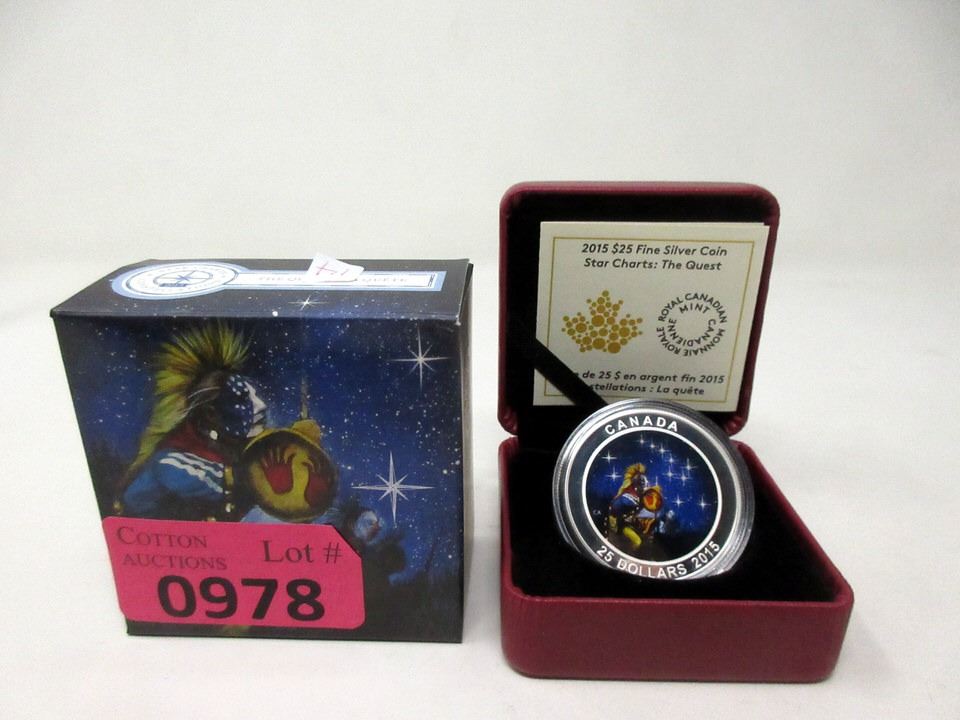 COTTON
AUCTIONS
Lot #
0978
2015 $25 Fine Silver Coin
Star Charts: The Quest
ROYAL CANADIAN MINT
MONNAIE ROYALE CANADIENNE
de 25 $ en argent fin 2015
stellations : La quête
CANADA
CA
25 DOLLARS 2015